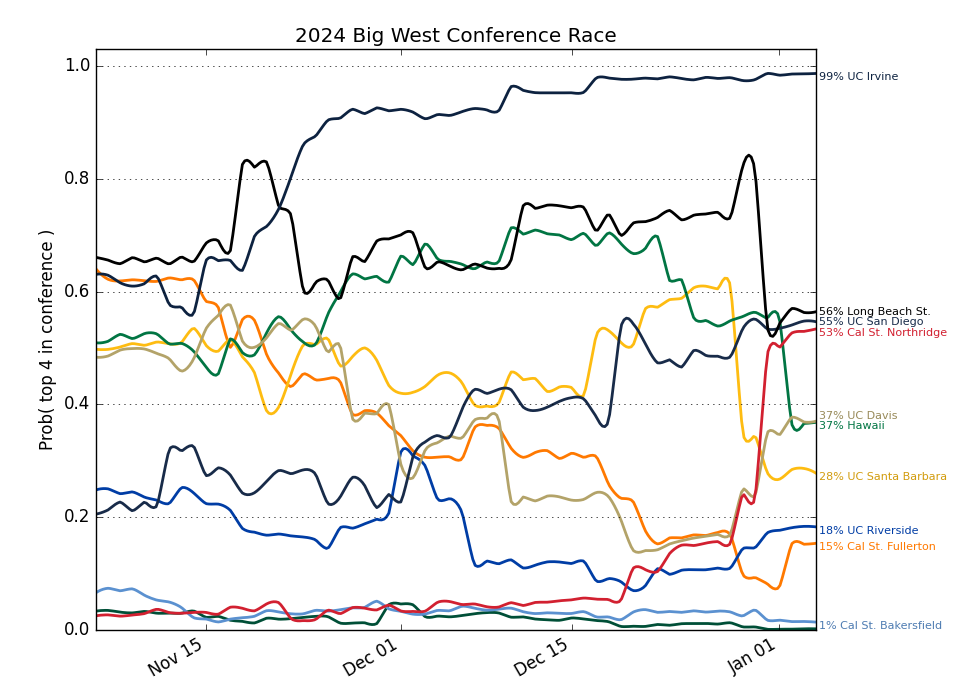 2024 Big West Conference Race
Prob( top 4 in conference )
1.0
0.8
0.6
0.4
0.2
0.0
Nov 15
Dec 01
Dec 15
Jan 01
99% UC Irvine
56% Long Beach St.
55% UC San Diego
53% Cal St. Northridge
37% UC Davis
37% Hawaii
28% UC Santa Barbara
18% UC Riverside
15% Cal St. Fullerton
1% Cal St. Bakersfield